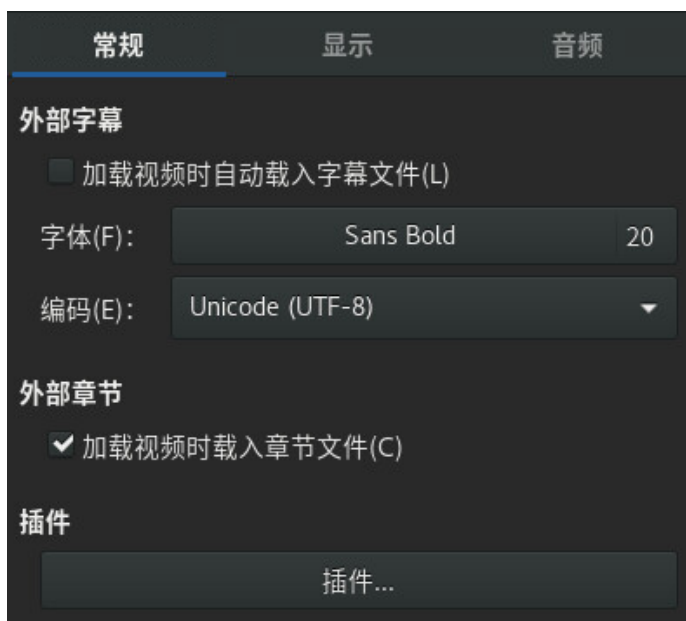 常规 显示 音频
外部字幕
加载视频时自动载入字幕文件(L)
字体(F): Sans Bold 20
编码(E): Unicode (UTF-8)
外部章节
加载视频时载入章节文件(C)
插件
插件...